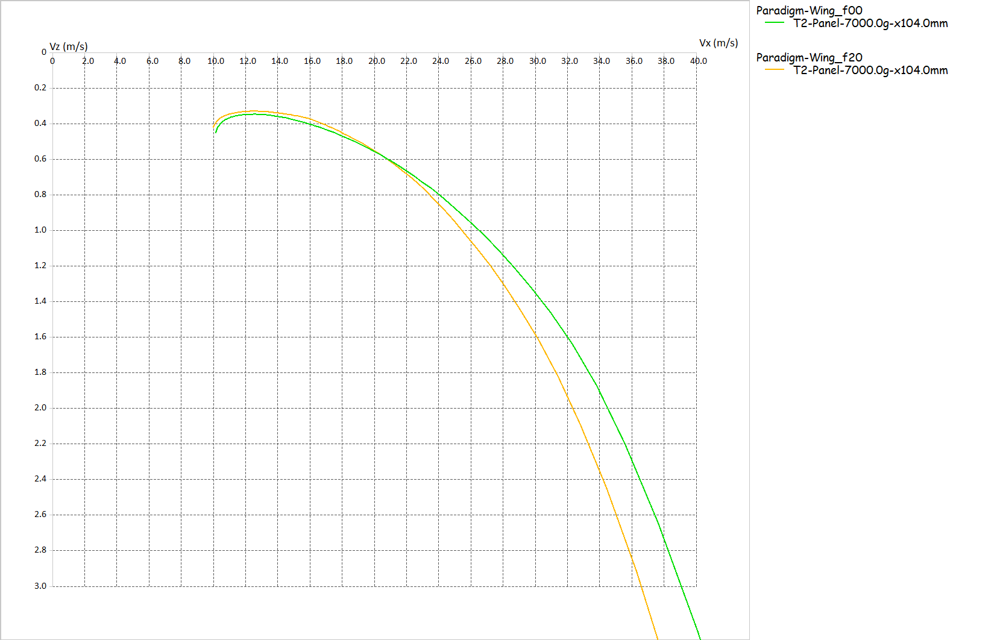 Paradigm-Wing_f00
T2-Panel-7000.0g-x104.0mm
Paradigm-Wing_f20
T2-Panel-7000.0g-x104.0mm
Vz (m/s)
Vx (m/s)
0
0 2.0 4.0 6.0 8.0 10.0 12.0 14.0 16.0 18.0 20.0 22.0 24.0 26.0 28.0 30.0 32.0 34.0 36.0 38.0 40.0
0.2
0.4
0.6
0.8
1.0
1.2
1.4
1.6
1.8
2.0
2.2
2.4
2.6
2.8
3.0